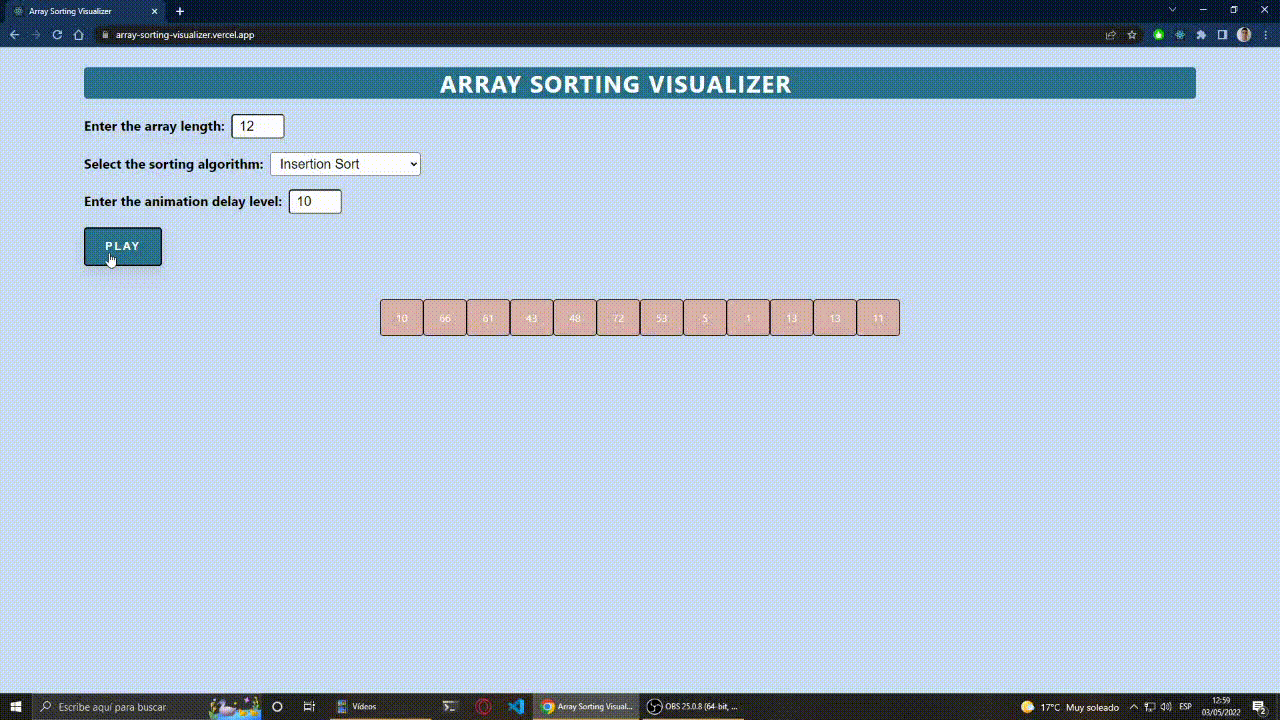 Array Sorting Visualizer
array-sorting-visualizer.vercel.app
ARRAY SORTING VISUALIZER
Enter the array length: 12
Select the sorting algorithm: Insertion Sort
Enter the animation delay level: 10
PLAY
10 66 61 43 48 72 53 5 1 13 13 11
Escribe aquí para buscar
Vídeos
Array Sorting Visual...
OBS 25.0.8 (64-bit, ...
17°C Muy soleado
ESP
12:59
03/05/2022
2